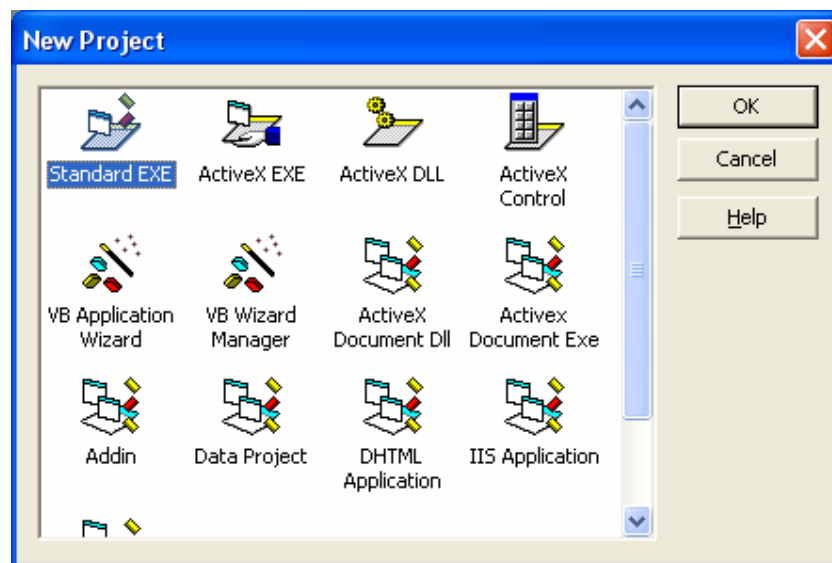 New Project
Standard EXE
ActiveX EXE
ActiveX DLL
ActiveX
Control
VB Application
Wizard
VB Wizard
Manager
ActiveX
Document Dll
Activex
Document Exe
Addin
Data Project
DHTML
Application
IIS Application
OK
Cancel
Help